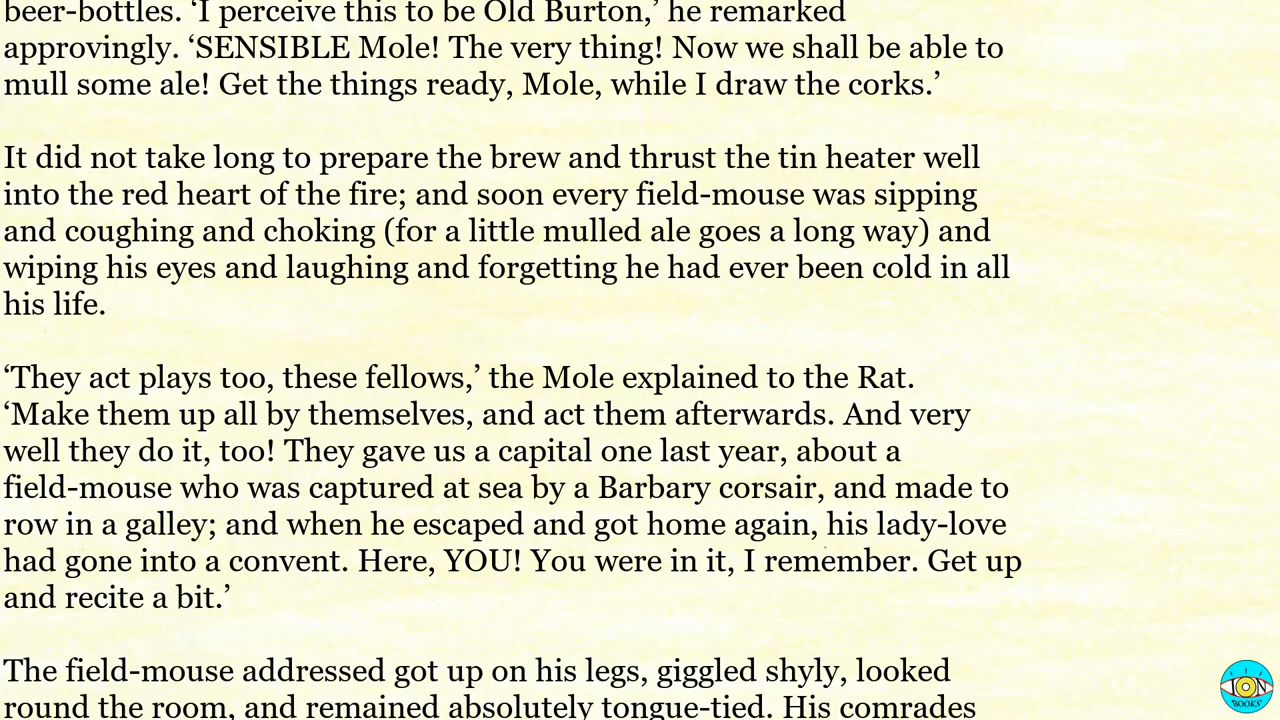 beer-bottles. ‘I perceive this to be Old Burton,’ he remarked
approvingly. ‘SENSIBLE Mole! The very thing! Now we shall be able to
mull some ale! Get the things ready, Mole, while I draw the corks.’
It did not take long to prepare the brew and thrust the tin heater well
into the red heart of the fire; and soon every field-mouse was sipping
and coughing and choking (for a little mulled ale goes a long way) and
wiping his eyes and laughing and forgetting he had ever been cold in all
his life.
‘They act plays too, these fellows,’ the Mole explained to the Rat.
‘Make them up all by themselves, and act them afterwards. And very
well they do it, too! They gave us a capital one last year, about a
field-mouse who was captured at sea by a Barbary corsair, and made to
row in a galley; and when he escaped and got home again, his lady-love
had gone into a convent. Here, YOU! You were in it, I remember. Get up
and recite a bit.’
The field-mouse addressed got up on his legs, giggled shyly, looked
round the room, and remained absolutely tongue-tied. His comrades
ION
BOOKS